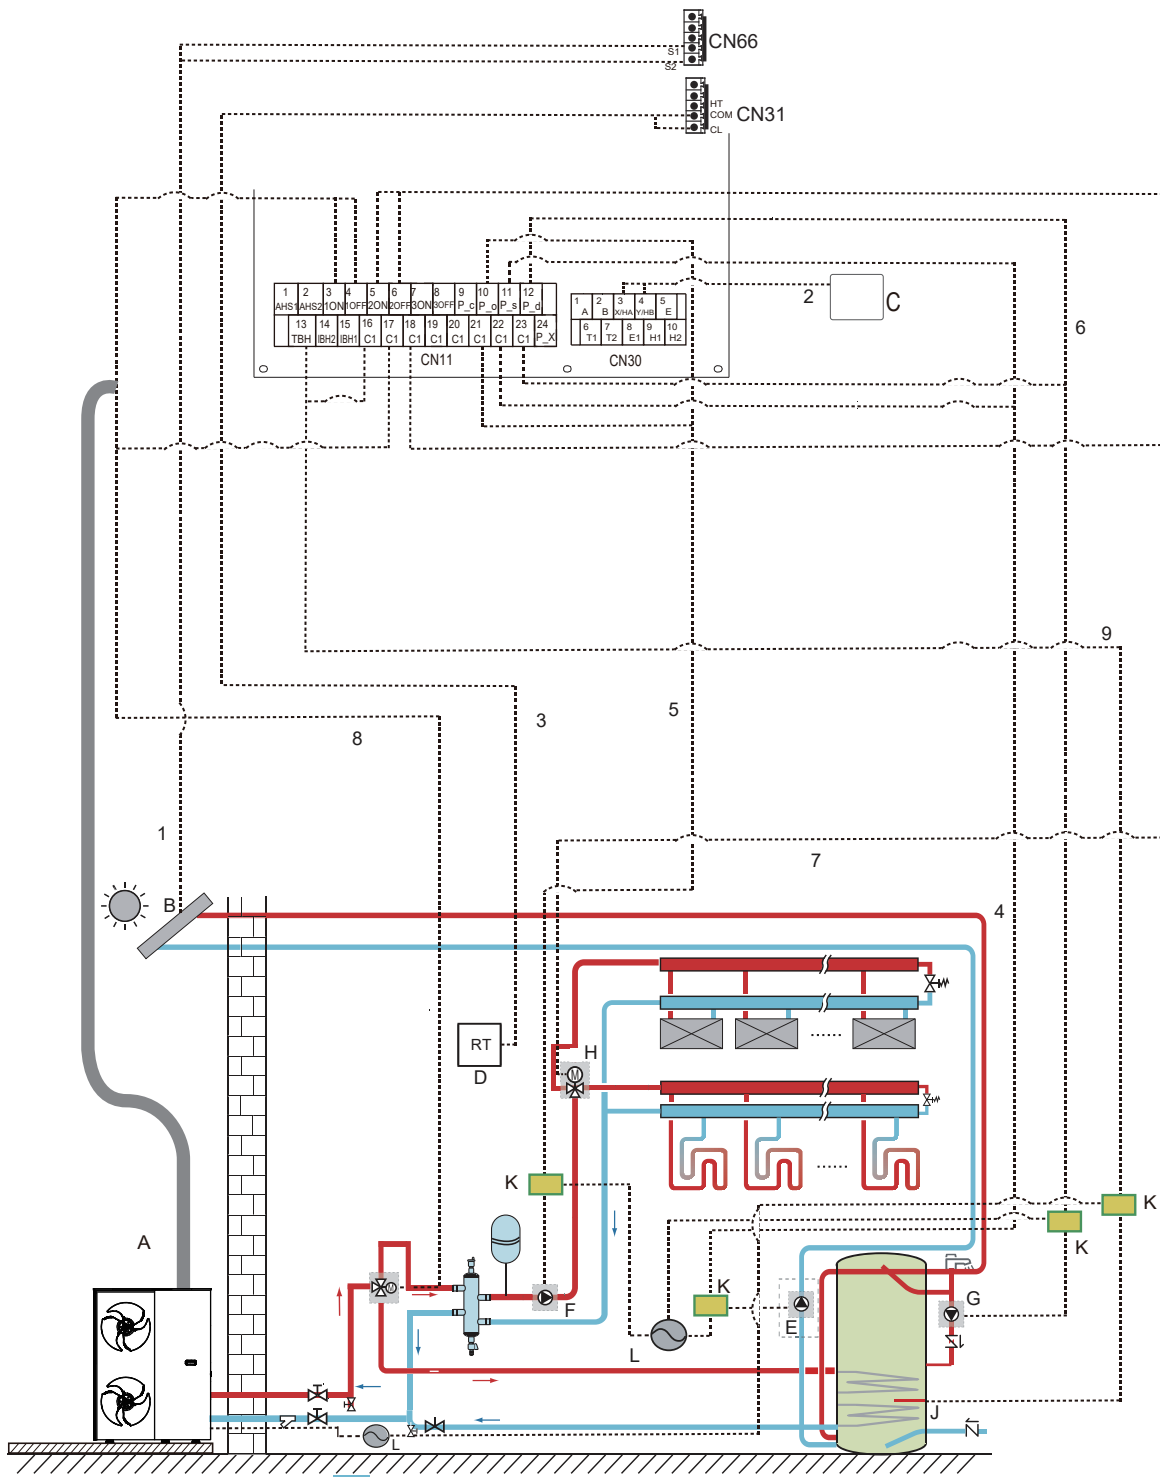 CN66
S1
S2
HT
COM
CL
CN31
1 2 3 4 5 6 7 8 9 10 11 12
AHS1 AHS2 1ON 1OFF 2ON 2OFF 3ON 3OFF P_c P_o P_s P_d
13 14 15 16 17 18 19 20 21 22 23 24
TBH IBH2 IBH1 C1 C1 C1 C1 C1 C1 C1 C1 P_X
CN11
1 2 3 4 5
A B X/HA Y/HB E
6 7 8 9 10
T1 T2 E1 H1 H2
CN30
2
C
6
9
3
5
8
1
7
B
4
RT
D
H
K
K
K
A
K
G
F
E
L
J
L